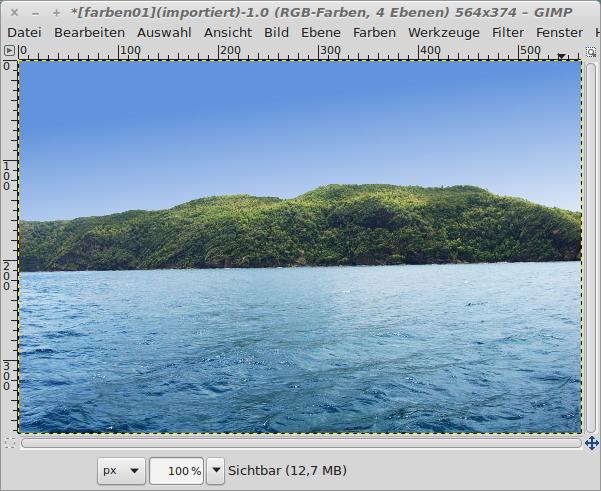 *[farben01](importiert)-1.0 (RGB-Farben, 4 Ebenen) 564x374 – GIMP
Datei Bearbeiten Auswahl Ansicht Bild Ebene Farben Werkzeuge Filter Fenster
0 100 200 300 400 500
0
100
200
300
px 100 % Sichtbar (12,7 MB)